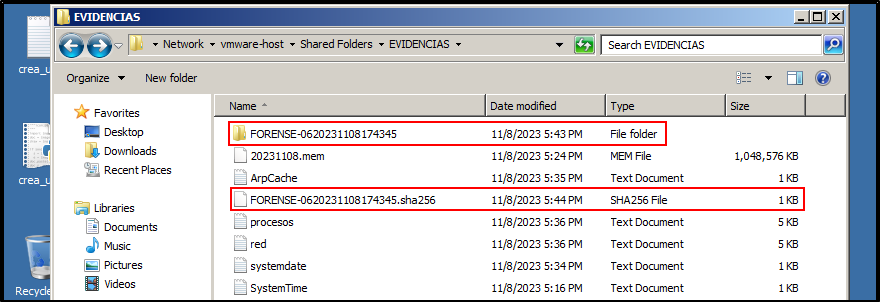 EVIDENCIAS
Network ▸ vmware-host ▸ Shared Folders ▸ EVIDENCIAS ▸
Search EVIDENCIAS
Organize
New folder
crea_u
crea_u
Recycle
Favorites
Desktop
Downloads
Recent Places
Libraries
Documents
Music
Pictures
Videos
Name Date modified Type Size
FORENSE-0620231108174345 11/8/2023 5:43 PM File folder
20231108.mem 11/8/2023 5:24 PM MEM File 1,048,576 KB
ArpCache 11/8/2023 5:35 PM Text Document 1 KB
FORENSE-0620231108174345.sha256 11/8/2023 5:44 PM SHA256 File 1 KB
procesos 11/8/2023 5:36 PM Text Document 5 KB
red 11/8/2023 5:36 PM Text Document 5 KB
systemdate 11/8/2023 5:34 PM Text Document 1 KB
SystemTime 11/8/2023 5:16 PM Text Document 1 KB